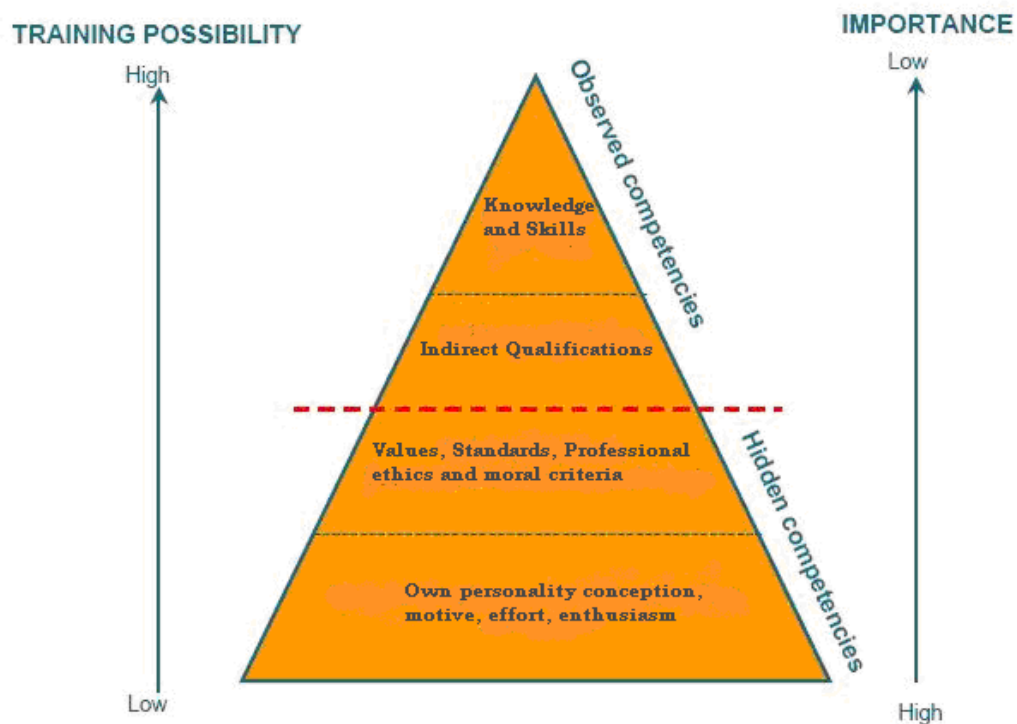 TRAINING POSSIBILITY
IMPORTANCE
High
Low
Observed competencies
Knowledge
and Skills
Indirect Qualifications
Values, Standards, Professional
ethics and moral criteria
Hidden competencies
Own personality conception,
motive, effort, enthusiasm
Low
High